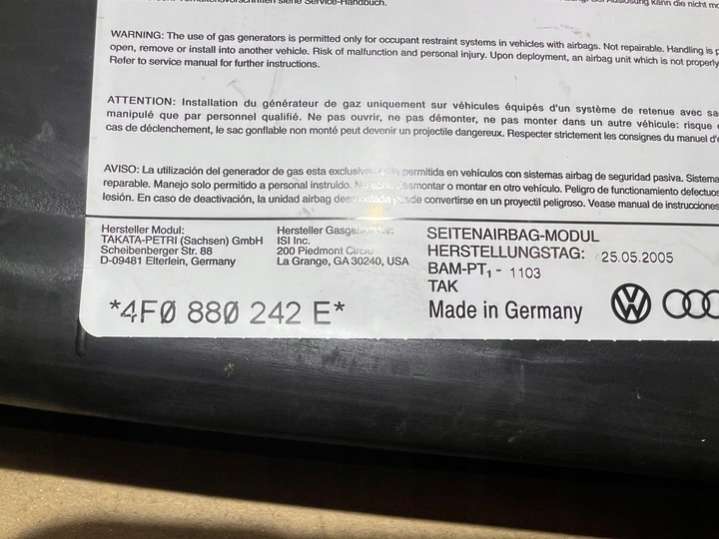 siehe Service-Handbuch.
kann die nicht
WARNING: The use of gas generators is permitted only for occupant restraint systems in vehicles with airbags. Not repairable. Handling is
open, remove or install into another vehicle. Risk of malfunction and personal injury. Upon deployment, an airbag unit which is not properly
Refer to service manual for further instructions.
ATTENTION: Installation du générateur de gaz uniquement sur véhicules équipés d'un système de retenue avec
manipulé que par personnel qualifié. Ne pas ouvrir, ne pas démonter, ne pas monter dans un autre véhicule: risque
cas de déclenchement, le sac gonflable non monté peut devenir un projectile dangereux. Respecter strictement les consignes du manuel
AVISO: La utilización del generador de gas esta permitida en vehículos con sistemas airbag de seguridad pasiva.
reparable. Manejo solo permitido a personal instruido. montar o montar en otro vehículo. Peligro de funcionamiento
lesión. En caso de deactivación, la unidad airbag convertirse en un proyectil peligroso. Vease manual de instrucciones
Hersteller Modul:
TAKATA-PETRI (Sachsen) GmbH
Scheibenberger Str. 88
D-09481 Elterlein, Germany
Hersteller
ISI Inc.
200 Piedmont
La Grange, GA 30240, USA
SEITENAIRBAG-MODUL
HERSTELLUNGSTAG: 25.05.2005
BAM-PT₁ - 1103
TAK
Made in Germany
*4F0 880 242 E*
VW